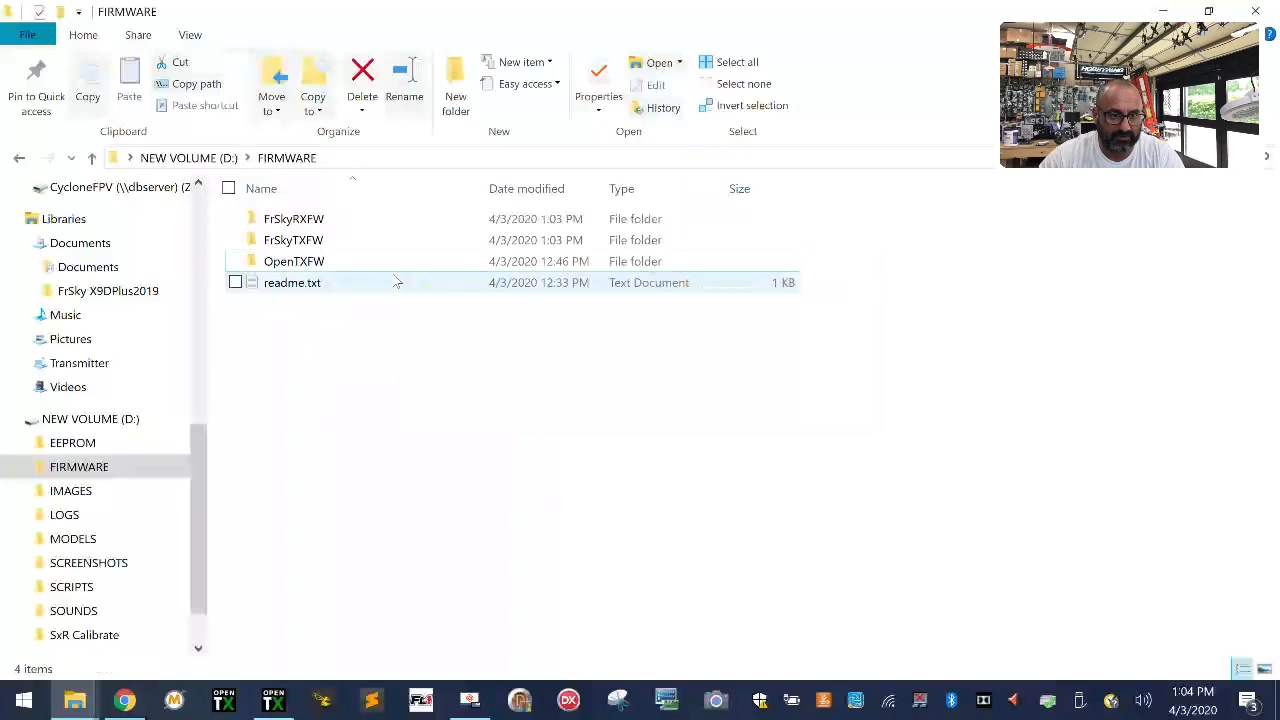 FIRMWARE
File Home Share View
Pin to Quick access
Copy
Paste
Cut
Copy path
Paste shortcut
Clipboard
Move to
Copy to
Delete
Rename
Organize
New folder
New item
Easy access
New
Properties
Open
Edit
History
Open
Select all
Select none
Invert selection
Select
NEW VOLUME (D:) > FIRMWARE
CycloneFPV (\\dbserver) (Z
Libraries
Documents
Documents
FrSky X9DPlus2019
Music
Pictures
Transmitter
Videos
NEW VOLUME (D:)
EEPROM
FIRMWARE
IMAGES
LOGS
MODELS
SCREENSHOTS
SCRIPTS
SOUNDS
SxR Calibrate
Name Date modified Type Size
FrSkyRXFW 4/3/2020 1:03 PM File folder
FrSkyTXFW 4/3/2020 1:03 PM File folder
OpenTXFW 4/3/2020 12:46 PM File folder
readme.txt 4/3/2020 12:33 PM Text Document 1 KB
HOBBYWING
4 items
OPEN TX
OPEN TX
1:04 PM
4/3/2020
3